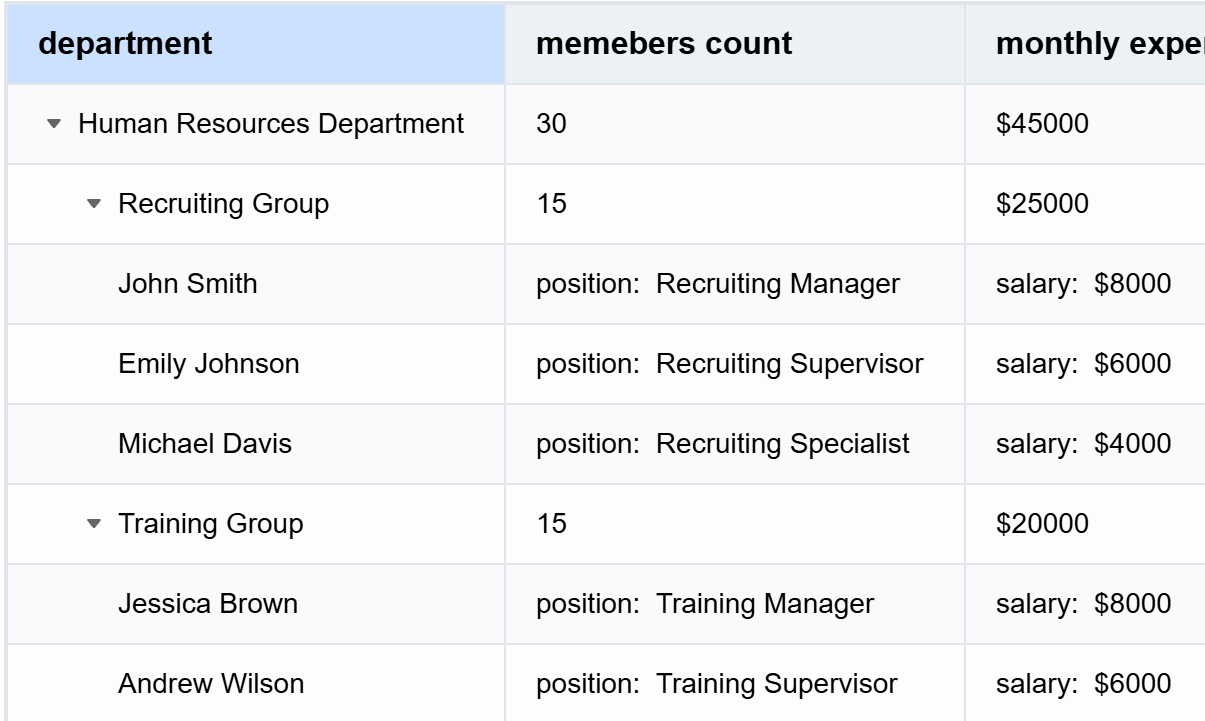 department memebers count monthly expe
Human Resources Department 30 $45000
Recruiting Group 15 $25000
John Smith position: Recruiting Manager salary: $8000
Emily Johnson position: Recruiting Supervisor salary: $6000
Michael Davis position: Recruiting Specialist salary: $4000
Training Group 15 $20000
Jessica Brown position: Training Manager salary: $8000
Andrew Wilson position: Training Supervisor salary: $6000